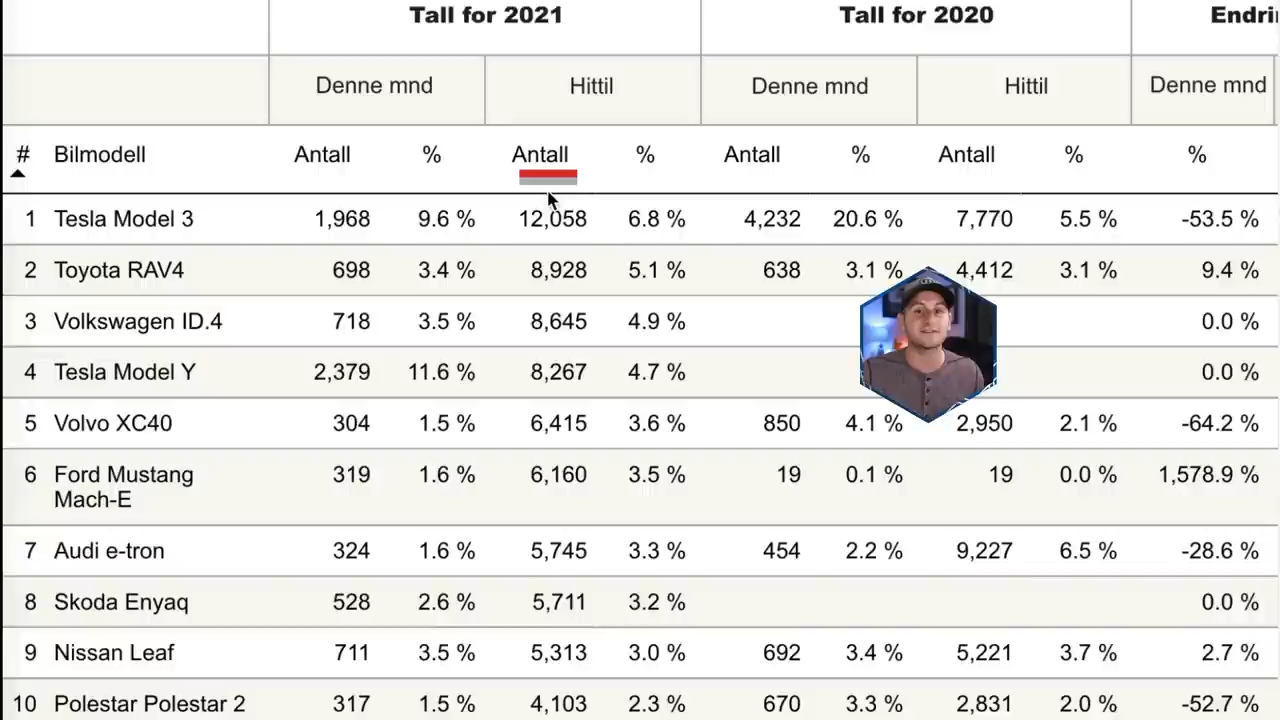 Tall for 2021 Tall for 2020
Denne mnd Hittil Denne mnd Hittil Denne mnd
# Bilmodell Antall % Antall % Antall % Antall % %
1 Tesla Model 3 1,968 9.6 % 12,058 6.8 % 4,232 20.6 % 7,770 5.5 % -53.5 %
2 Toyota RAV4 698 3.4 % 8,928 5.1 % 638 3.1 % 4,412 3.1 % 9.4 %
3 Volkswagen ID.4 718 3.5 % 8,645 4.9 % 0.0 %
4 Tesla Model Y 2,379 11.6 % 8,267 4.7 % 0.0 %
5 Volvo XC40 304 1.5 % 6,415 3.6 % 850 4.1 % 2,950 2.1 % -64.2 %
6 Ford Mustang 319 1.6 % 6,160 3.5 % 19 0.1 % 19 0.0 % 1,578.9 %
Mach-E
7 Audi e-tron 324 1.6 % 5,745 3.3 % 454 2.2 % 9,227 6.5 % -28.6 %
8 Skoda Enyaq 528 2.6 % 5,711 3.2 % 0.0 %
9 Nissan Leaf 711 3.5 % 5,313 3.0 % 692 3.4 % 5,221 3.7 % 2.7 %
10 Polestar Polestar 2 317 1.5 % 4,103 2.3 % 670 3.3 % 2,831 2.0 % -52.7 %